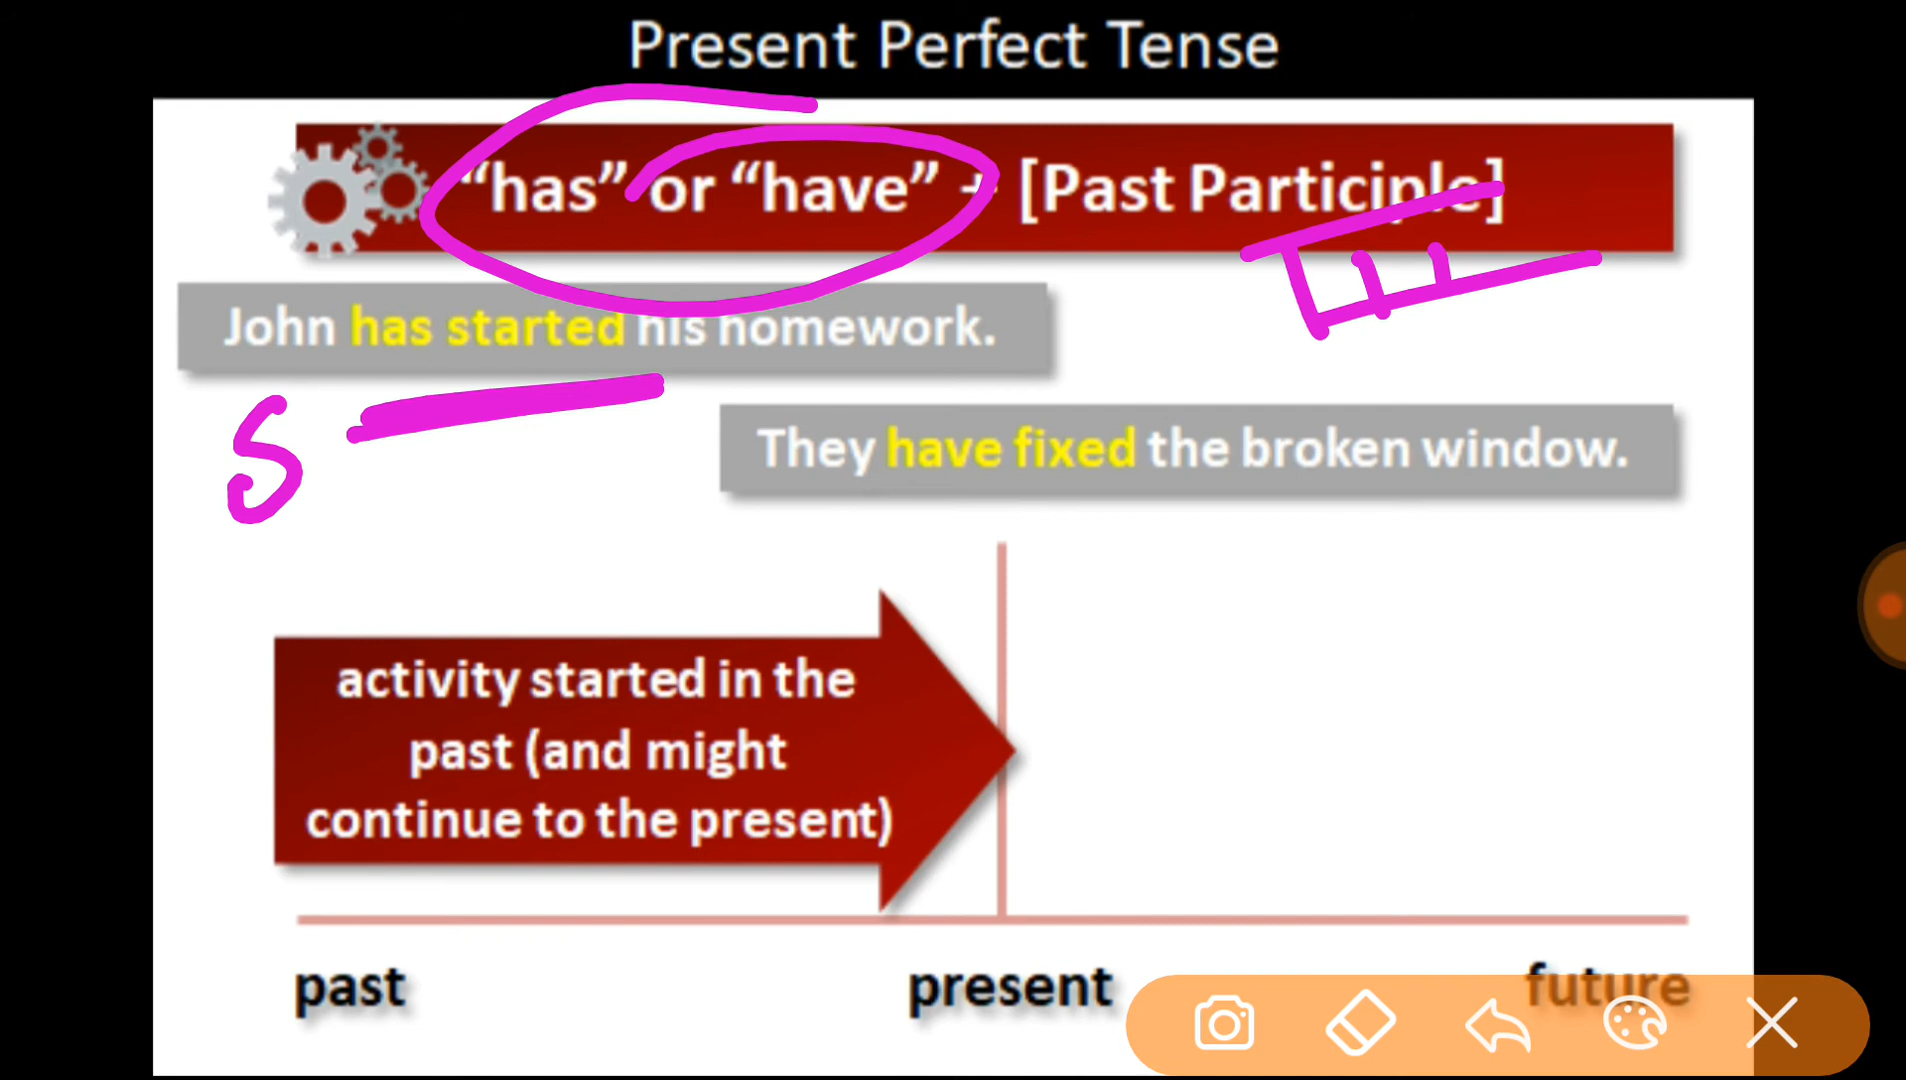 Present Perfect Tense
“has” or “have” + [Past Participle]
III
John has started his homework.
S
They have fixed the broken window.
activity started in the
past (and might
continue to the present)
past present future